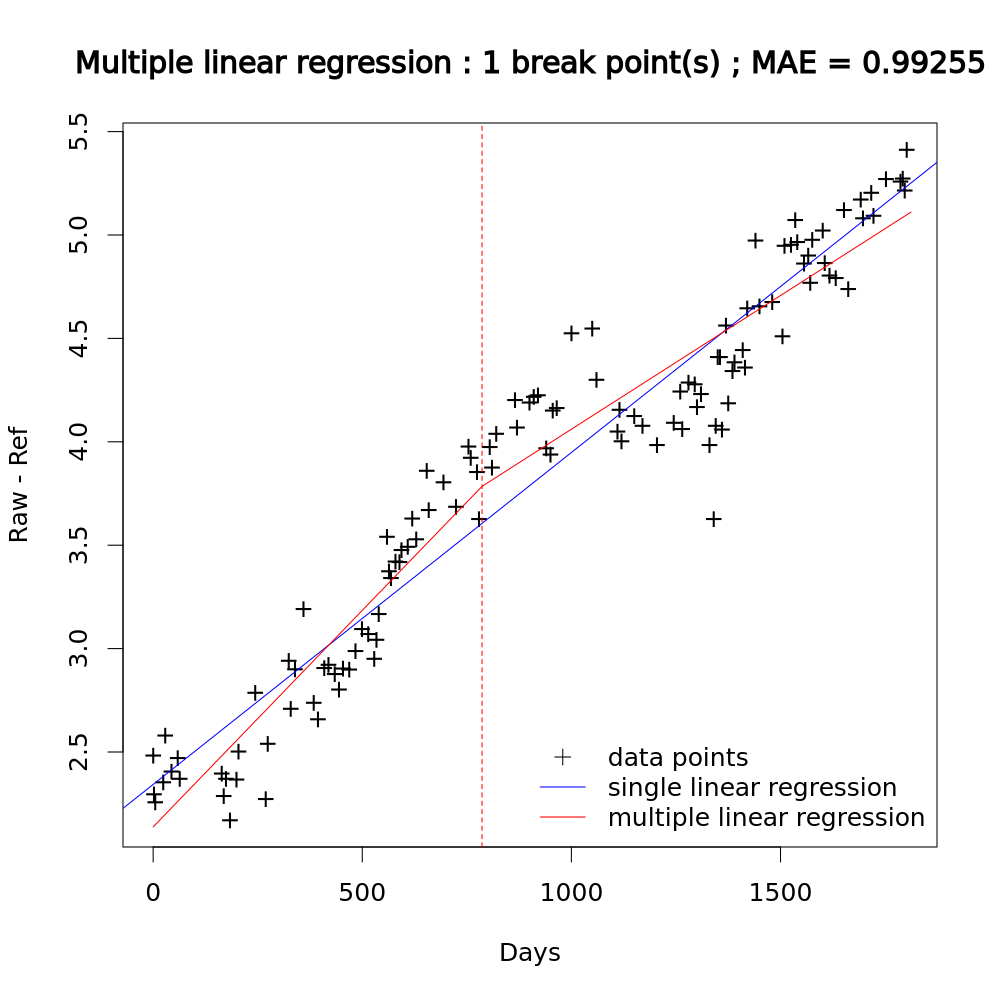 Multiple linear regression : 1 break point(s) ; MAE = 0.99255
5.5
5.0
4.5
4.0
3.5
3.0
2.5
Raw - Ref
data points
single linear regression
multiple linear regression
0 500 1000 1500
Days